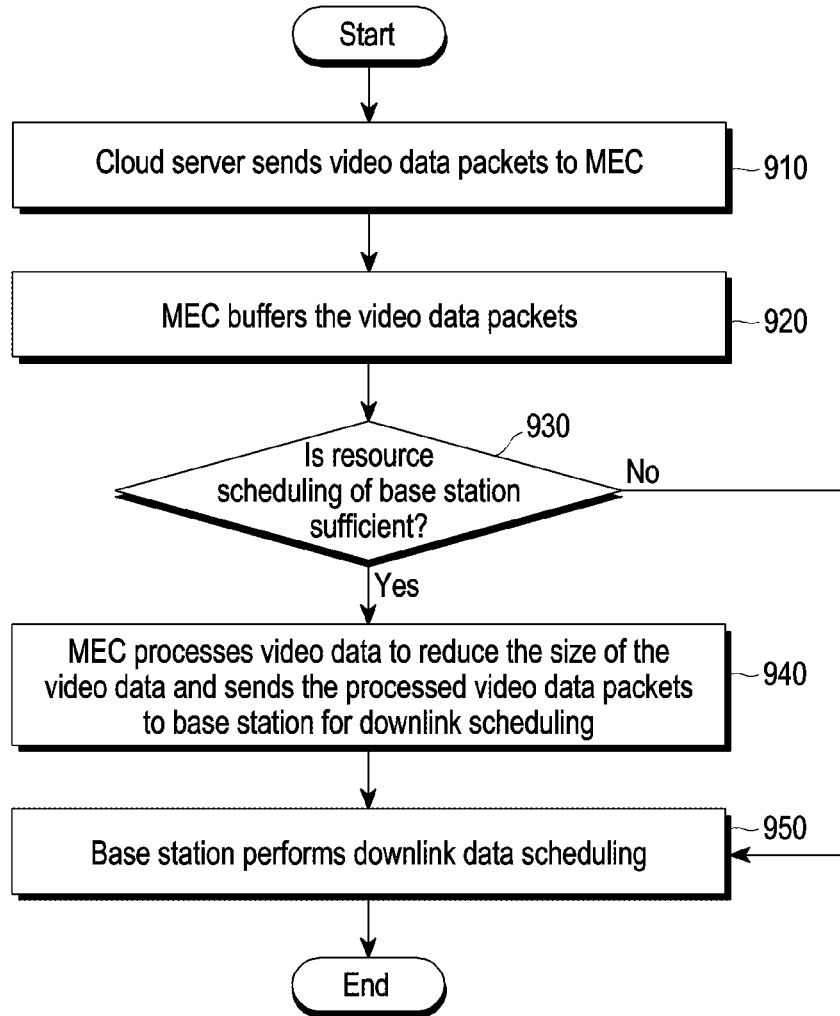 Start
Cloud server sends video data packets to MEC
910
MEC buffers the video data packets
920
930
Is resource
scheduling of base station
sufficient?
No
Yes
MEC processes video data to reduce the size of the
video data and sends the processed video data packets
to base station for downlink scheduling
940
Base station performs downlink data scheduling
950
End